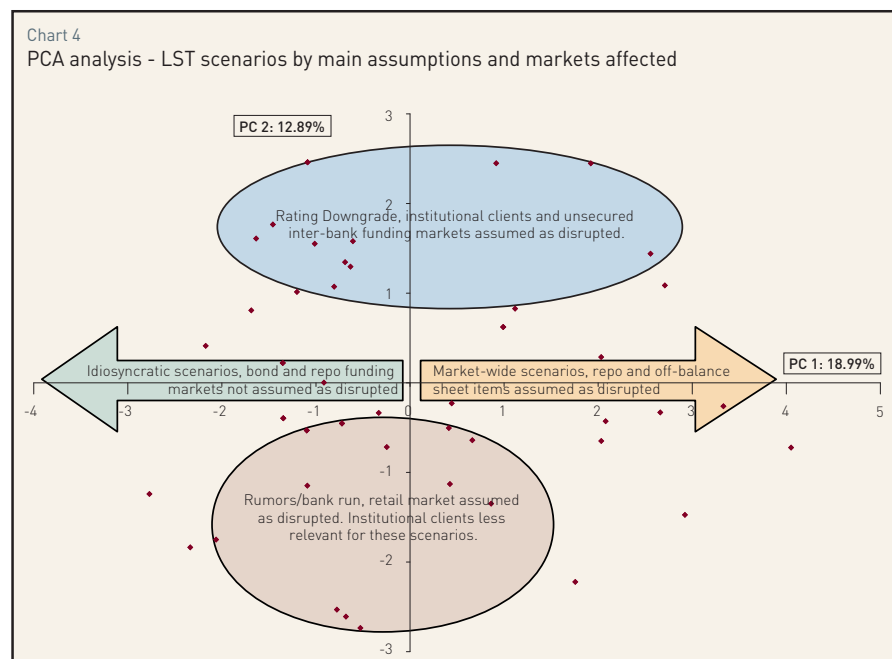 Chart 4
PCA analysis - LST scenarios by main assumptions and markets affected
3
PC 2: 12.89%
2
Rating Downgrade, institutional clients and unsecured
inter-bank funding markets assumed as disrupted.
1
PC 1: 18.99%
Idiosyncratic scenarios, bond and repo funding
markets not assumed as disrupted
Market-wide scenarios, repo and off-balance
sheet items assumed as disrupted
-4 -3 -2 -1 0 1 2 3 4 5
-1
Rumors/bank run, retail market assumed
as disrupted. Institutional clients less
relevant for these scenarios.
-2
-3